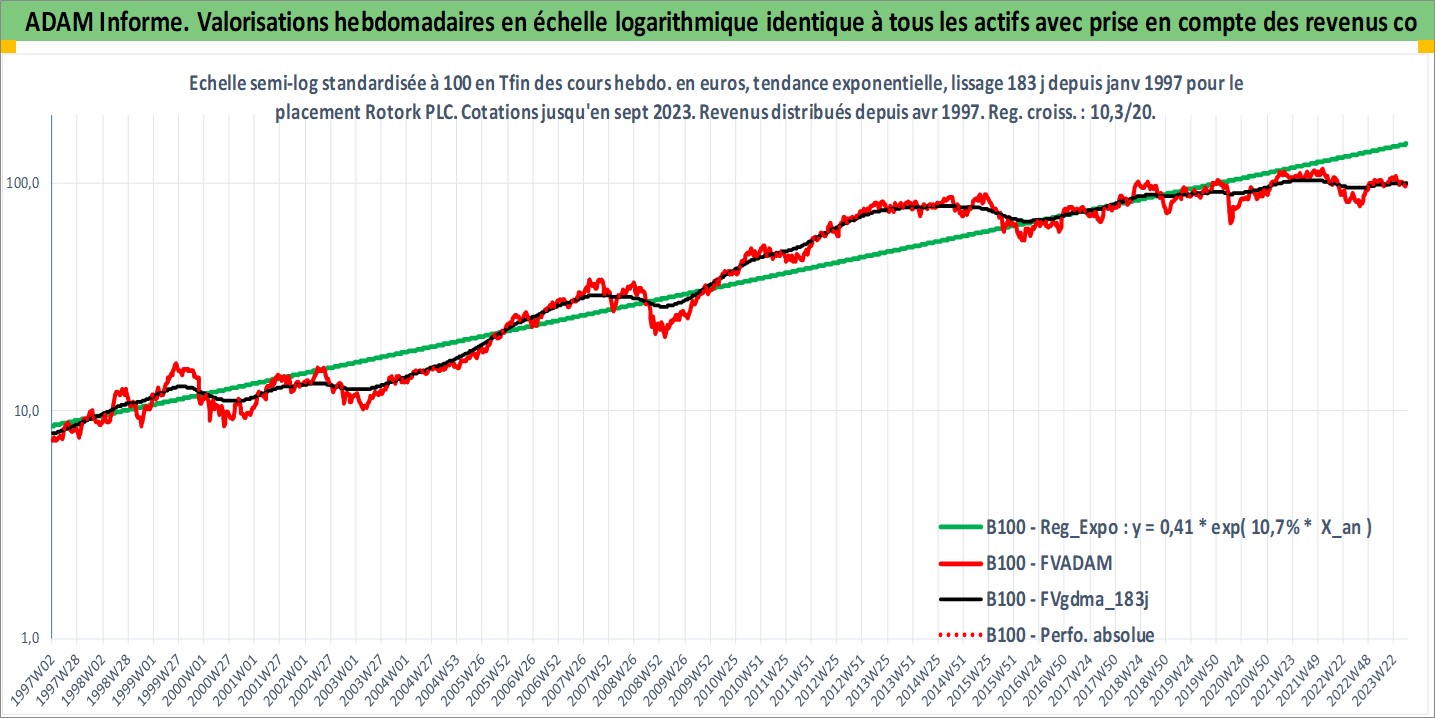 ADAM Informe. Valorisations hebdomadaires en échelle logarithmique identique à tous les actifs avec prise en compte des revenus co
Echelle semi-log standardisée à 100 en Tfin des cours hebdo. en euros, tendance exponentielle, lissage 183 j depuis janv 1997 pour le
placement Rotork PLC. Cotations jusqu'en sept 2023. Revenus distribués depuis avr 1997. Reg. croiss. : 10,3/20.
100,0
10,0
1,0
B100 - Reg_Expo : y = 0,41 * exp( 10,7% * X_an )
B100 - FVADAM
B100 - FVgdma_183j
B100 - Perfo. absolue
1997W02
1997W28
1998W02
1998W28
1999W01
1999W27
2000W01
2000W27
2001W01
2001W27
2002W01
2002W27
2003W01
2003W27
2004W01
2004W27
2004W53
2005W26
2005W52
2006W26
2006W52
2007W26
2007W52
2008W26
2008W52
2009W26
2009W52
2010W25
2010W51
2011W25
2011W51
2012W25
2012W51
2013W25
2013W51
2014W25
2014W51
2015W25
2015W51
2016W24
2016W50
2017W24
2017W50
2018W24
2018W50
2019W24
2019W50
2020W24
2020W50
2021W23
2021W49
2022W22
2022W48
2023W22